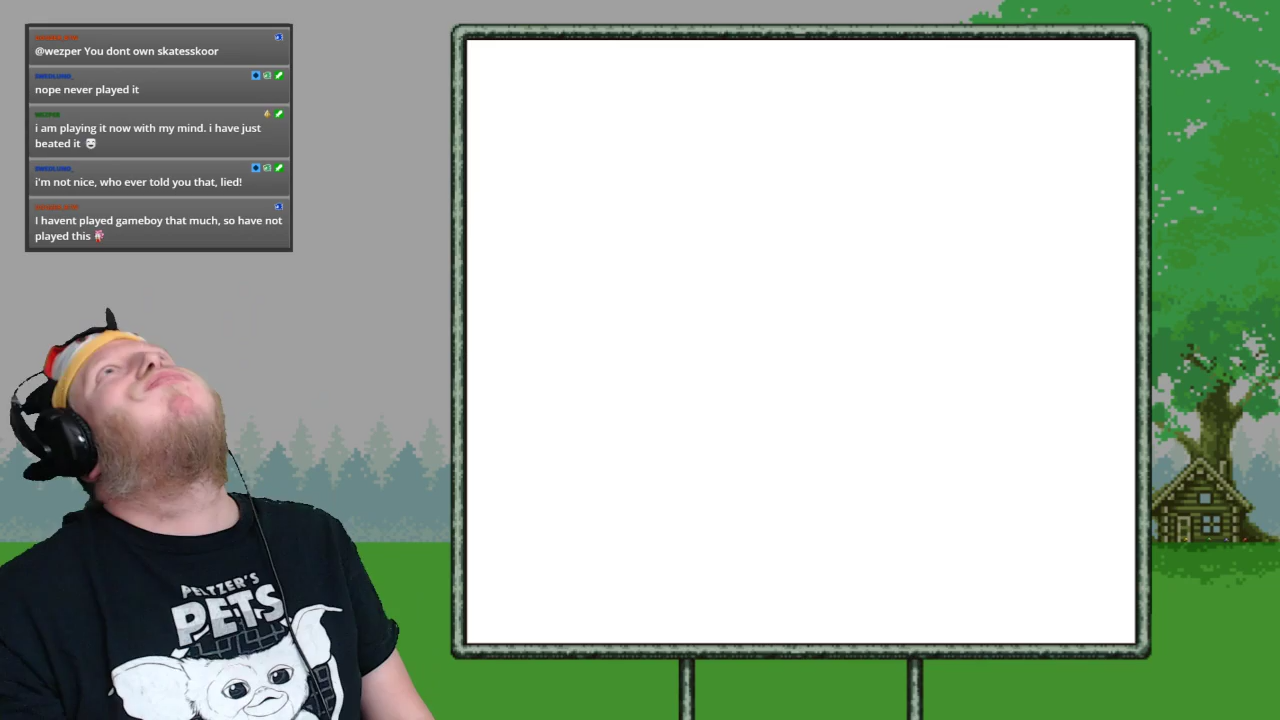 @wezper You dont own skatesskoor
nope never played it
i am playing it now with my mind. i have just
beated it
i'm not nice, who ever told you that, lied!
I havent played gameboy that much, so have not
played this
PELTZER'S
PETS